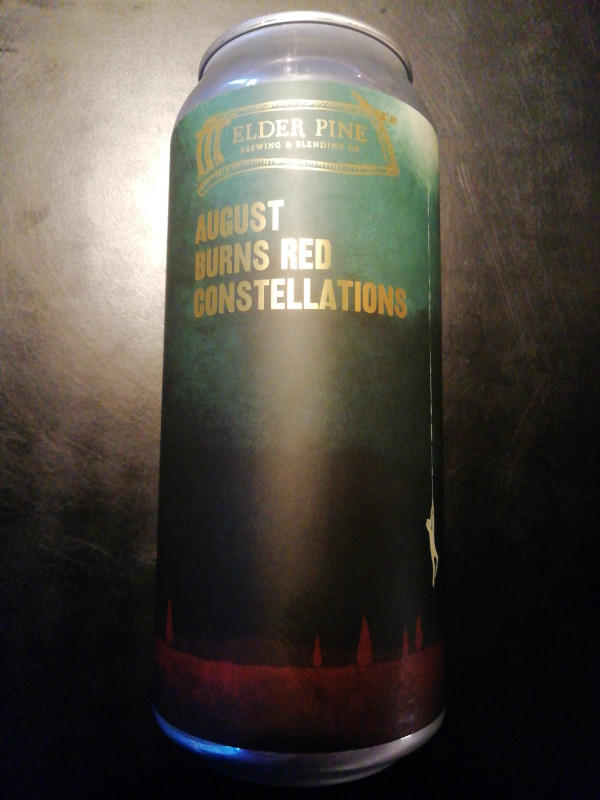 ELDER PINE
BREWING & BLENDING CO
AUGUST
BURNS RED
CONSTELLATIONS